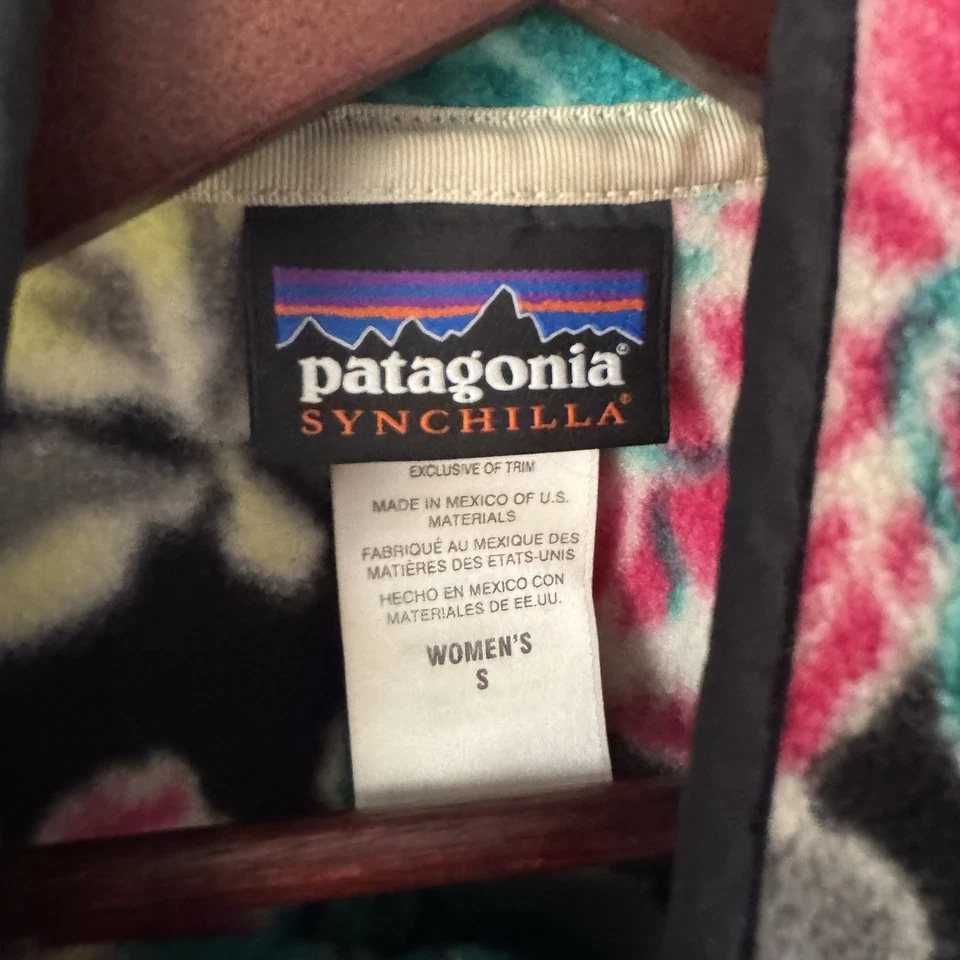 patagonia®
SYNCHILLA®
EXCLUSIVE OF TRIM
MADE IN MEXICO OF U.S.
MATERIALS
FABRIQUÉ AU MEXIQUE DES
MATIÈRES DES ETATS-UNIS
HECHO EN MEXICO CON
MATERIALES DE EE.UU.
WOMEN'S
S